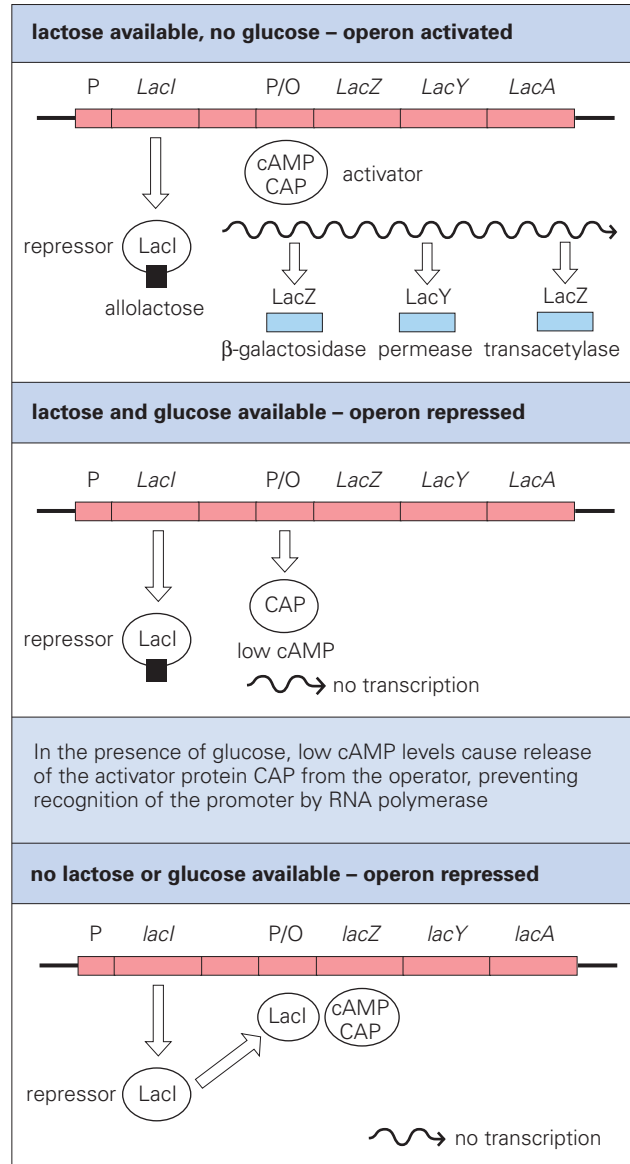 lactose available, no glucose – operon activated
P LacI P/O LacZ LacY LacA
cAMP
CAP
activator
repressor
LacI
allolactose
LacZ LacY LacZ
β-galactosidase permease transacetylase
lactose and glucose available – operon repressed
P LacI P/O LacZ LacY LacA
CAP
repressor
LacI
low cAMP
no transcription
In the presence of glucose, low cAMP levels cause release
of the activator protein CAP from the operator, preventing
recognition of the promoter by RNA polymerase
no lactose or glucose available – operon repressed
P lacI P/O lacZ lacY lacA
LacI
cAMP
CAP
repressor
LacI
no transcription